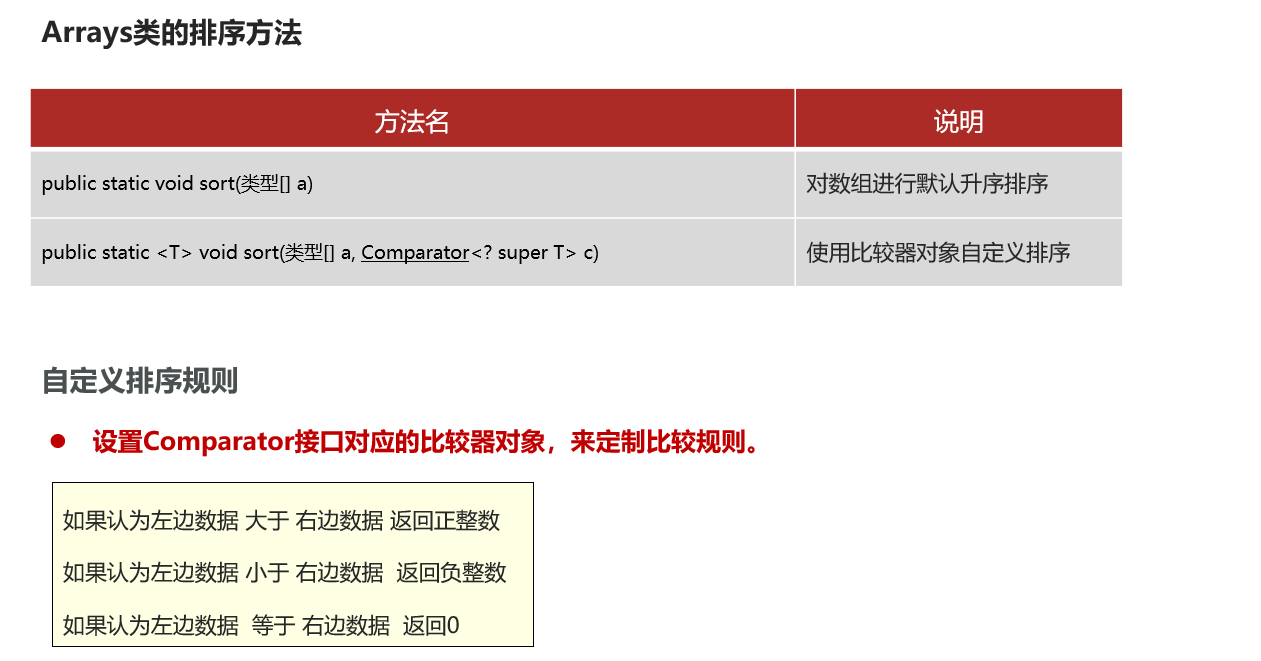 Arrays类的排序方法
方法名 说明
public static void sort(类型[] a) 对数组进行默认升序排序
public static <T> void sort(类型[] a, Comparator<? super T> c) 使用比较器对象自定义排序
自定义排序规则
● 设置Comparator接口对应的比较器对象，来定制比较规则。
如果认为左边数据 大于 右边数据 返回正整数
如果认为左边数据 小于 右边数据 返回负整数
如果认为左边数据 等于 右边数据 返回0